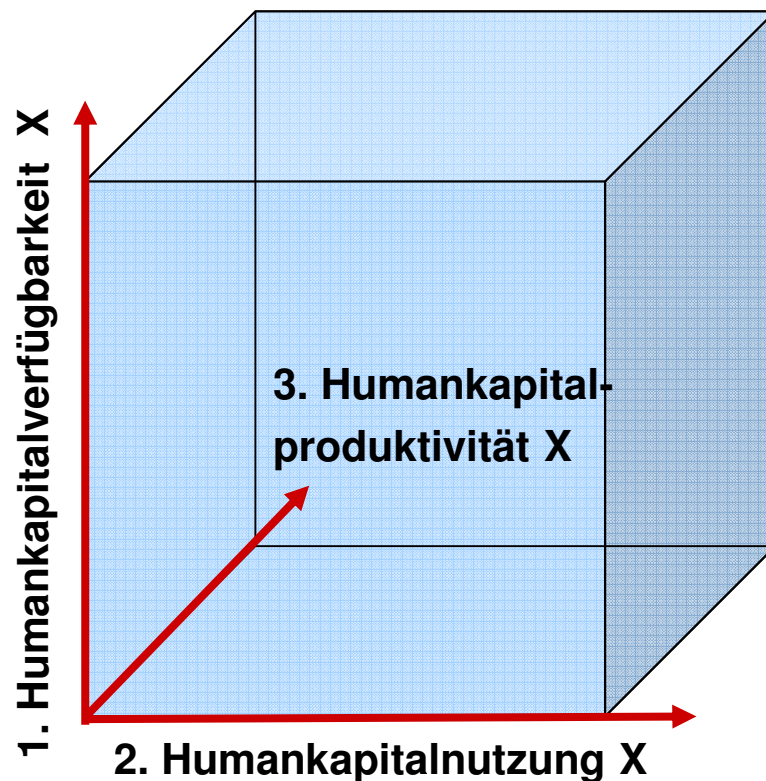 1. Humankapitalverfügbarkeit X
3. Humankapital-
produktivität X
2. Humankapitalnutzung X